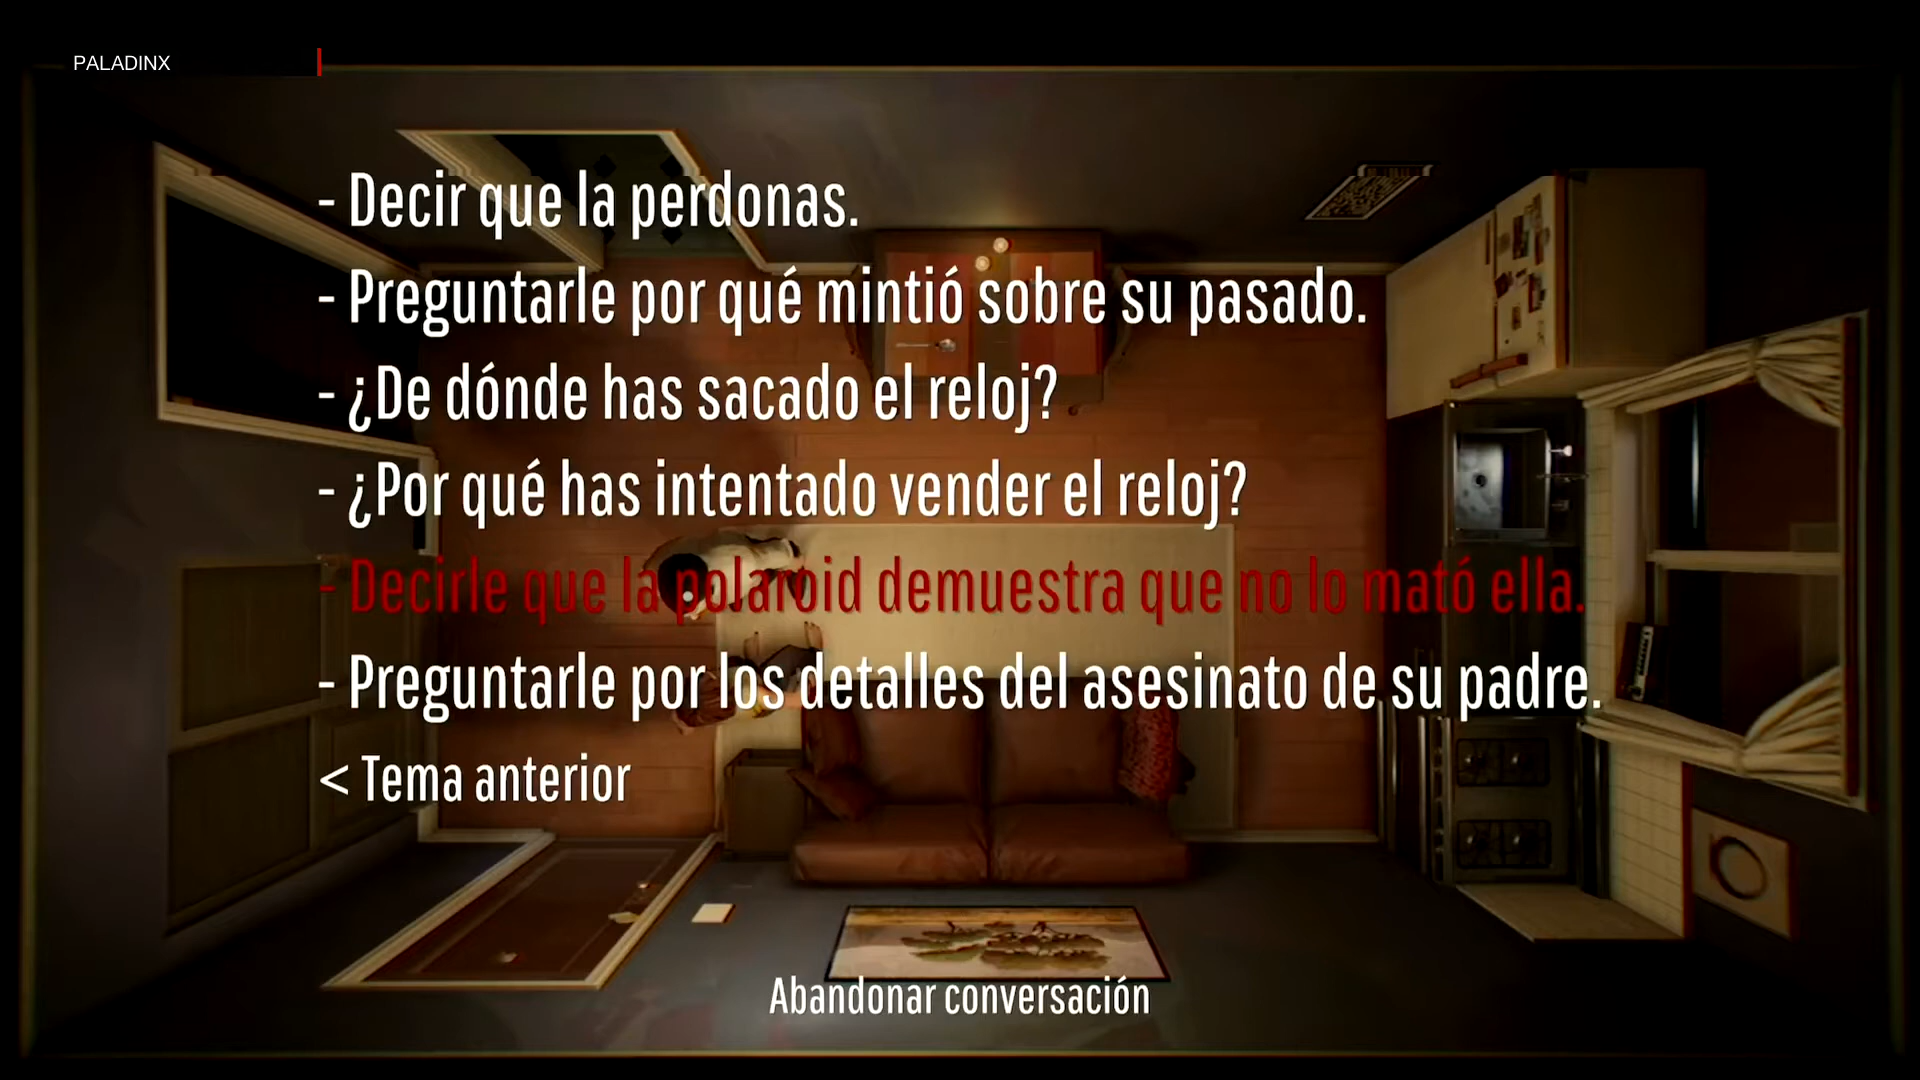 PALADINX
- Decir que la perdonas.
- Preguntarle por qué mintió sobre su pasado.
- ¿De dónde has sacado el reloj?
- ¿Por qué has intentado vender el reloj?
- Decirle que la polaroid demuestra que no lo mató ella.
- Preguntarle por los detalles del asesinato de su padre.
< Tema anterior
Abandonar conversación